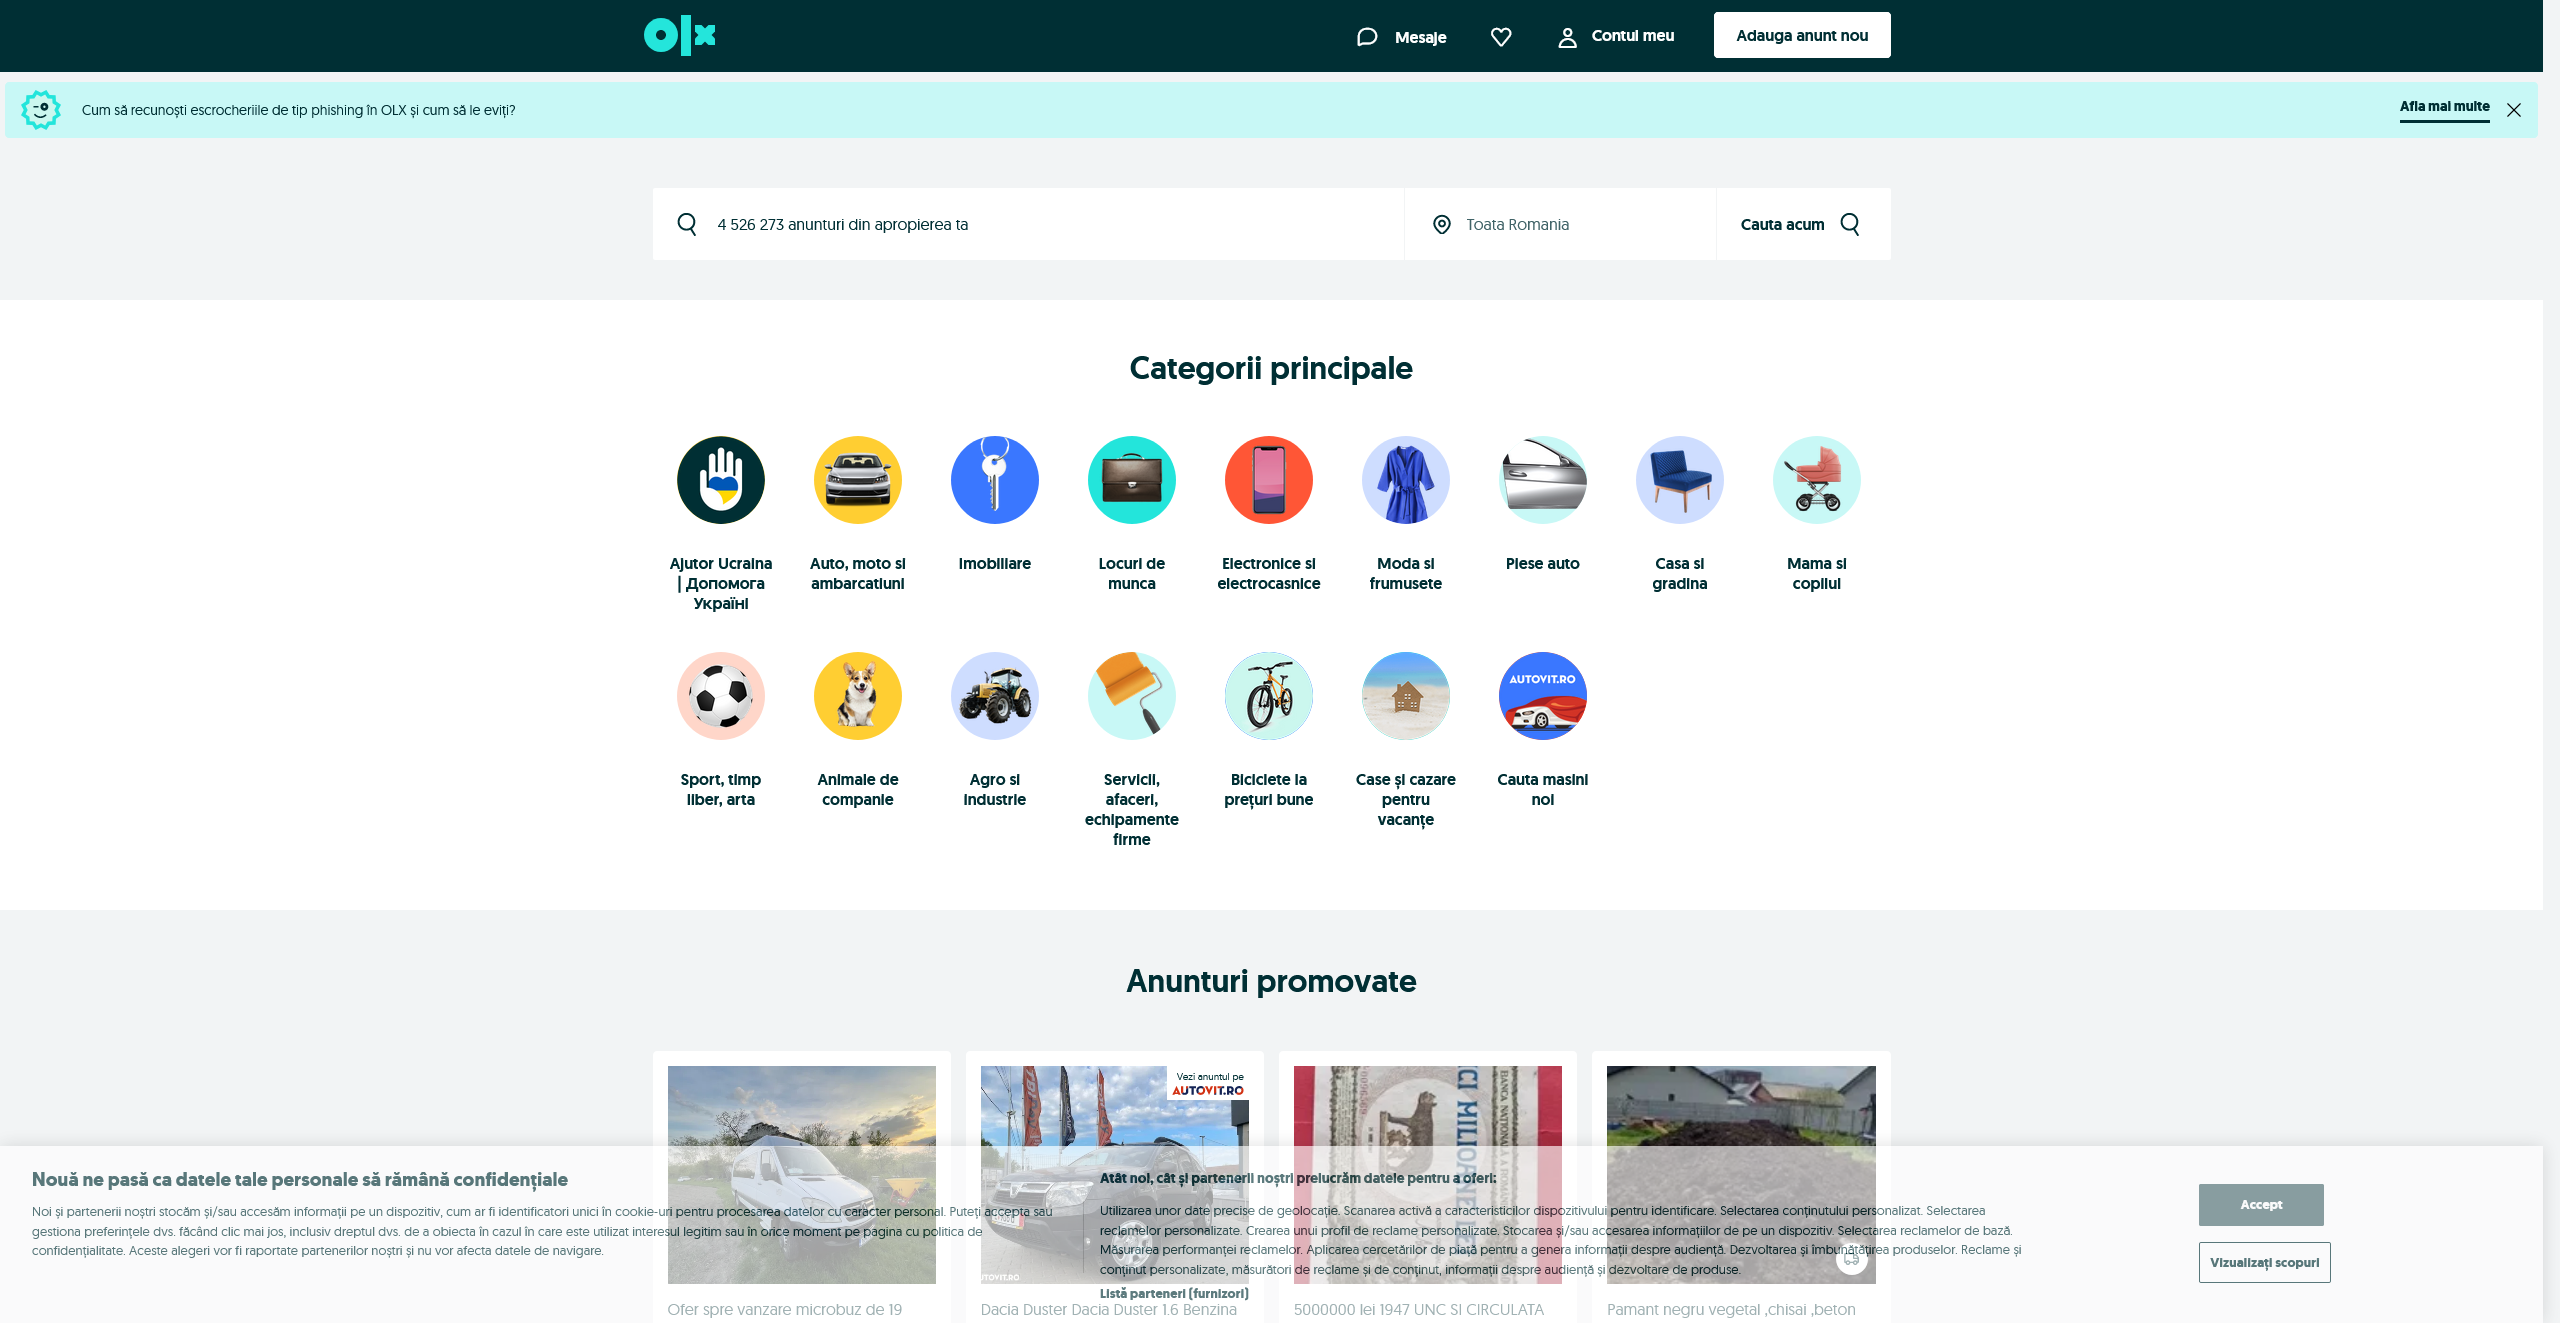 olx
Mesaje
Contul meu
Adauga anunt nou
Cum să recunoști escrocheriile de tip phishing în OLX și cum să le eviți?
Afla mai multe
4 526 273 anunturi din apropierea ta
Toata Romania
Cauta acum
Categorii principale
Ajutor Ucraina
| Допомога
Україні
Auto, moto si
ambarcatiuni
Imobiliare
Locuri de
munca
Electronice si
electrocasnice
Moda si
frumusete
Piese auto
Casa si
gradina
Mama si
copilul
AUTOVIT.RO
Sport, timp
liber, arta
Animale de
companie
Agro si
industrie
Servicii,
afaceri,
echipamente
firme
Biciclete la
prețuri bune
Case și cazare
pentru
vacanțe
Cauta masini
noi
Anunturi promovate
Vezi anuntul pe
AUTOVIT.RO
BANCA NATIONALA A
CI MILIOANE LEI
Nouă ne pasă ca datele tale personale să rămână confidențiale
Noi și partenerii noștri stocăm și/sau accesăm informații pe un dispozitiv, cum ar fi identificatori unici în cookie-uri pentru procesarea datelor cu caracter personal. Puteți accepta sau
gestiona preferințele dvs. făcând clic mai jos, inclusiv dreptul dvs. de a obiecta în cazul în care este utilizat interesul legitim sau în orice moment pe pagina cu politica de
confidențialitate. Aceste alegeri vor fi raportate partenerilor noștri și nu vor afecta datele de navigare.
Atât noi, cât și partenerii noștri prelucrăm datele pentru a oferi:
Utilizarea unor date precise de geolocație. Scanarea activă a caracteristicilor dispozitivului pentru identificare. Selectarea conținutului personalizat. Selectarea
reclamelor personalizate. Crearea unui profil de reclame personalizate. Stocarea și/sau accesarea informațiilor de pe un dispozitiv. Selectarea reclamelor de bază.
Măsurarea performanței reclamelor. Aplicarea cercetărilor de piață pentru a genera informații despre audiență. Dezvoltarea și îmbunătățirea produselor. Reclame și
conținut personalizate, măsurători de reclame și de conținut, informații despre audiență și dezvoltare de produse.
Listă parteneri (furnizori)
Accept
Vizualizați scopuri
Ofer spre vanzare microbuz de 19
Dacia Duster Dacia Duster 1.6 Benzina
5000000 lei 1947 UNC SI CIRCULATA
Pamant negru vegetal ,chisai ,beton